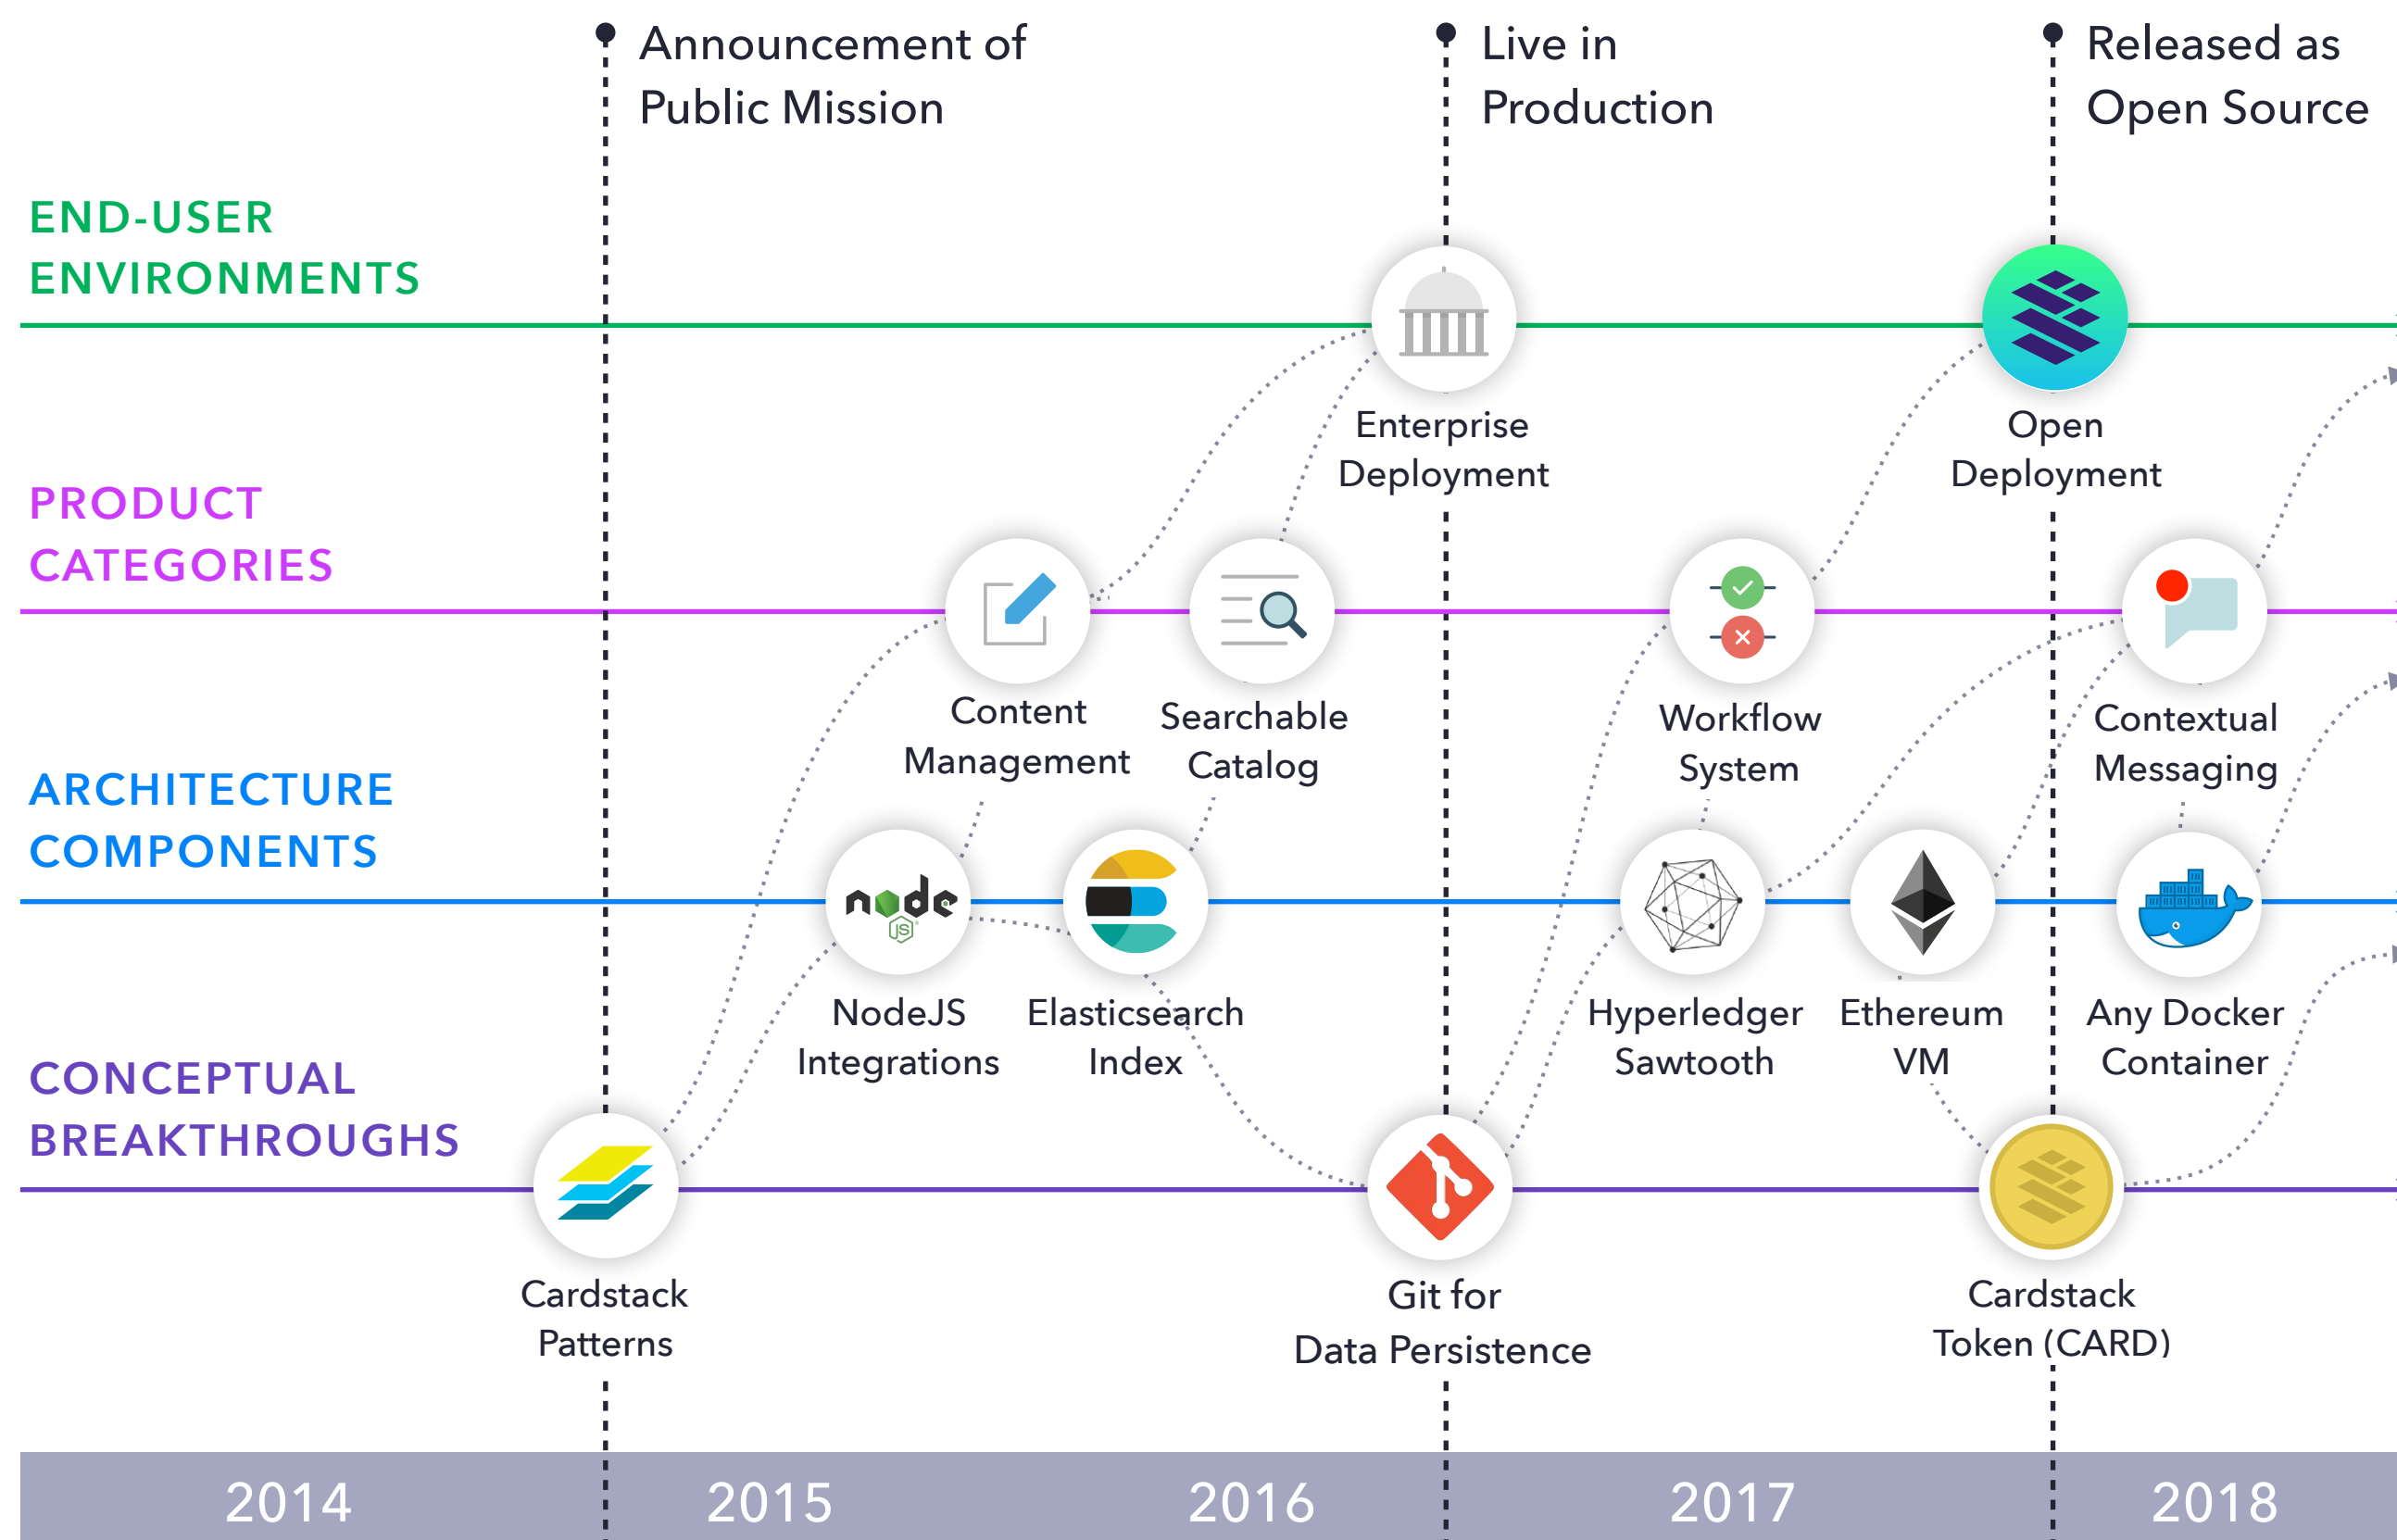 Announcement of
Public Mission
Live in
Production
Released as
Open Source
END-USER
ENVIRONMENTS
Enterprise
Deployment
Open
Deployment
PRODUCT
CATEGORIES
Content
Management
Searchable
Catalog
Workflow
System
Contextual
Messaging
ARCHITECTURE
COMPONENTS
node
JS
NodeJS
Integrations
Elasticsearch
Index
Hyperledger
Sawtooth
Ethereum
VM
Any Docker
Container
CONCEPTUAL
BREAKTHROUGHS
Cardstack
Patterns
Git for
Data Persistence
Cardstack
Token (CARD)
2014
2015
2016
2017
2018